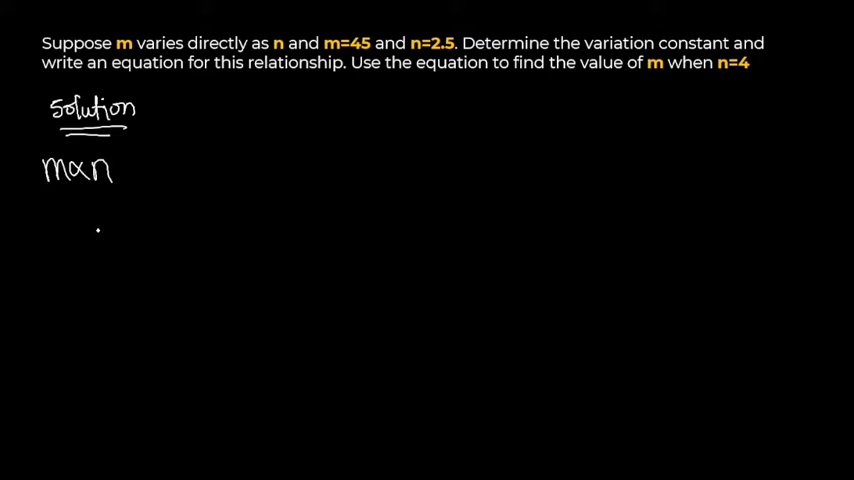 Suppose m varies directly as n and m=45 and n=2.5. Determine the variation constant and
write an equation for this relationship. Use the equation to find the value of m when n=4
Solution
m∝n